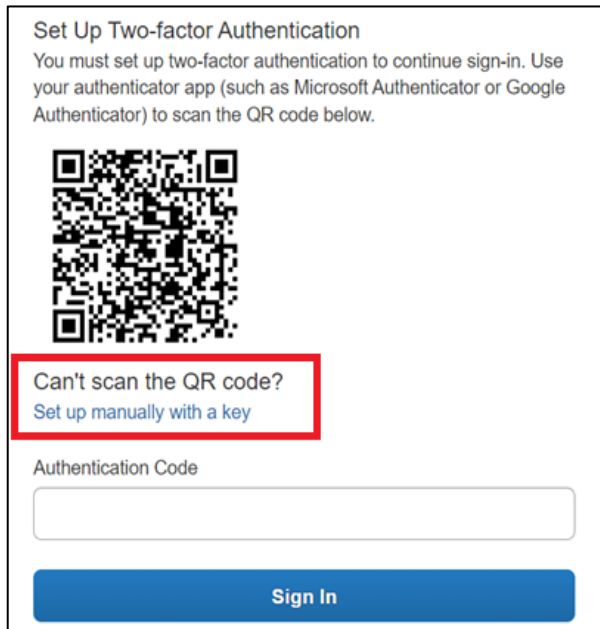 Set Up Two-factor Authentication
You must set up two-factor authentication to continue sign-in. Use
your authenticator app (such as Microsoft Authenticator or Google
Authenticator) to scan the QR code below.
Can't scan the QR code?
Set up manually with a key
Authentication Code
Sign In